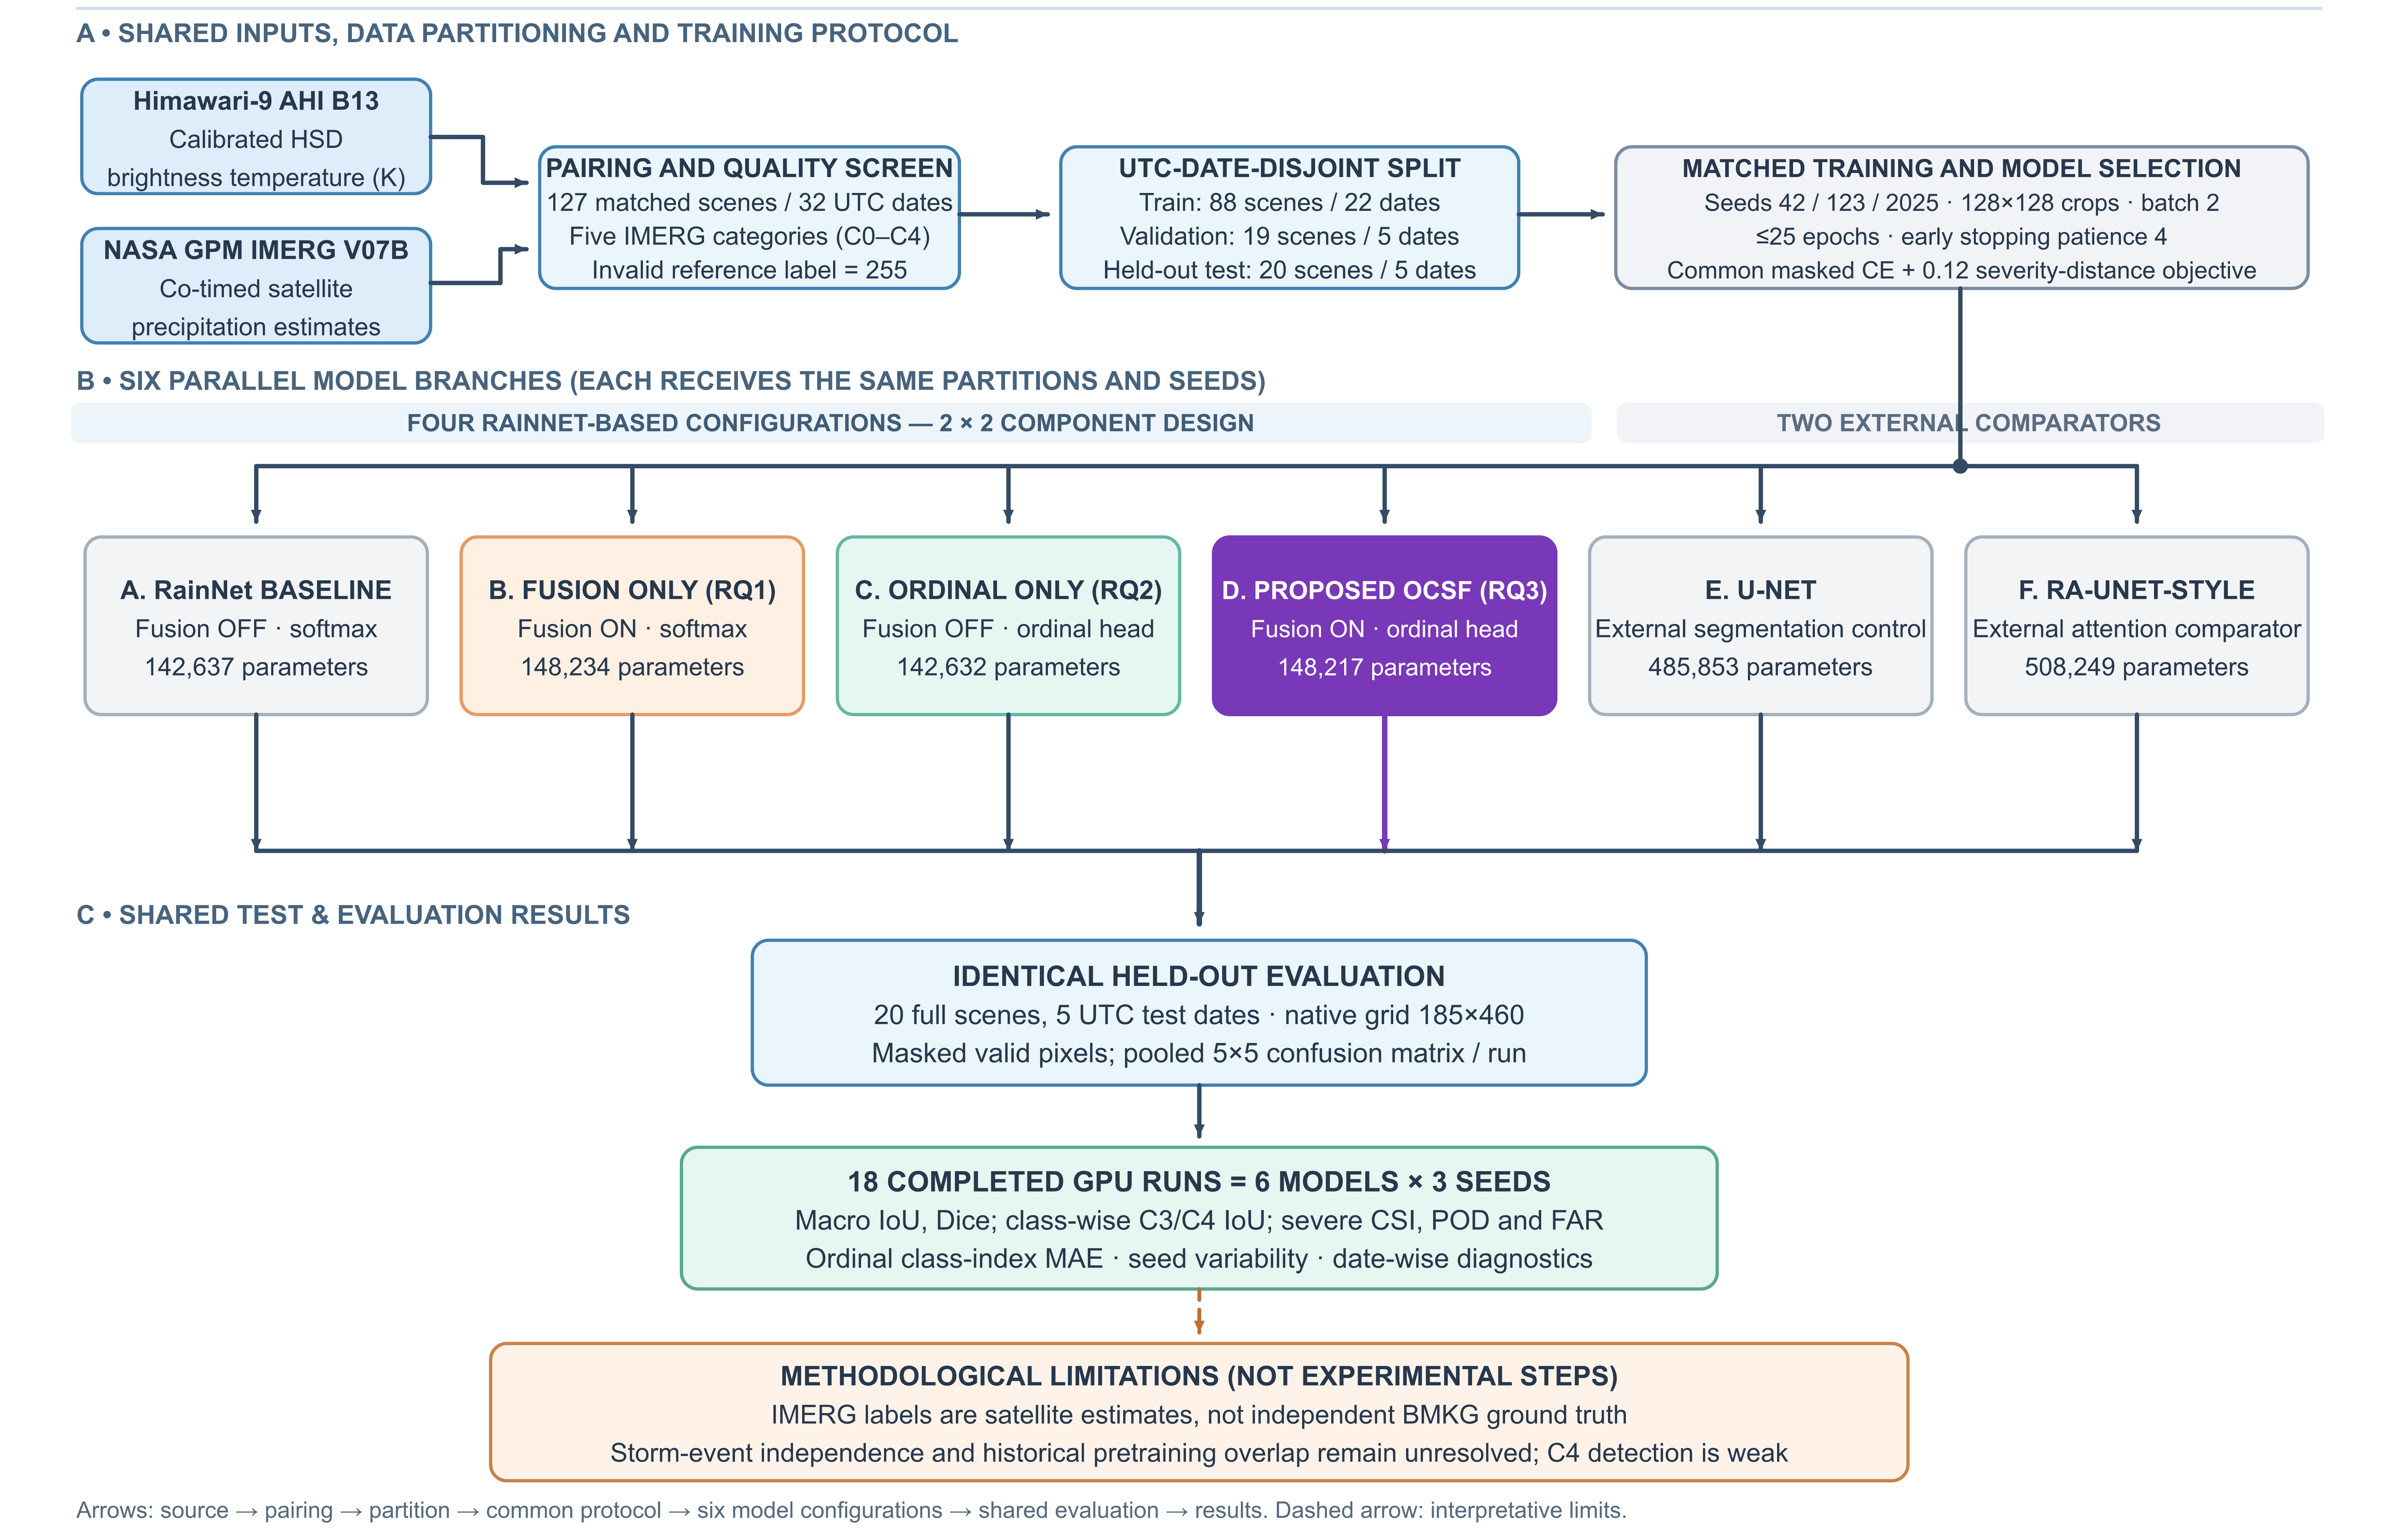 A • SHARED INPUTS, DATA PARTITIONING AND TRAINING PROTOCOL
Himawari-9 AHI B13
Calibrated HSD
brightness temperature (K)
NASA GPM IMERG V07B
Co-timed satellite
precipitation estimates
PAIRING AND QUALITY SCREEN
127 matched scenes / 32 UTC dates
Five IMERG categories (C0–C4)
Invalid reference label = 255
UTC-DATE-DISJOINT SPLIT
Train: 88 scenes / 22 dates
Validation: 19 scenes / 5 dates
Held-out test: 20 scenes / 5 dates
MATCHED TRAINING AND MODEL SELECTION
Seeds 42 / 123 / 2025 · 128×128 crops · batch 2
≤25 epochs · early stopping patience 4
Common masked CE + 0.12 severity-distance objective
B • SIX PARALLEL MODEL BRANCHES (EACH RECEIVES THE SAME PARTITIONS AND SEEDS)
FOUR RAINNET-BASED CONFIGURATIONS — 2 × 2 COMPONENT DESIGN
TWO EXTERNAL COMPARATORS
A. RainNet BASELINE
Fusion OFF · softmax
142,637 parameters
B. FUSION ONLY (RQ1)
Fusion ON · softmax
148,234 parameters
C. ORDINAL ONLY (RQ2)
Fusion OFF · ordinal head
142,632 parameters
D. PROPOSED OCSF (RQ3)
Fusion ON · ordinal head
148,217 parameters
E. U-NET
External segmentation control
485,853 parameters
F. RA-UNET-STYLE
External attention comparator
508,249 parameters
C • SHARED TEST & EVALUATION RESULTS
IDENTICAL HELD-OUT EVALUATION
20 full scenes, 5 UTC test dates · native grid 185×460
Masked valid pixels; pooled 5×5 confusion matrix / run
18 COMPLETED GPU RUNS = 6 MODELS × 3 SEEDS
Macro IoU, Dice; class-wise C3/C4 IoU; severe CSI, POD and FAR
Ordinal class-index MAE · seed variability · date-wise diagnostics
METHODOLOGICAL LIMITATIONS (NOT EXPERIMENTAL STEPS)
IMERG labels are satellite estimates, not independent BMKG ground truth
Storm-event independence and historical pretraining overlap remain unresolved; C4 detection is weak
Arrows: source → pairing → partition → common protocol → six model configurations → shared evaluation → results. Dashed arrow: interpretative limits.